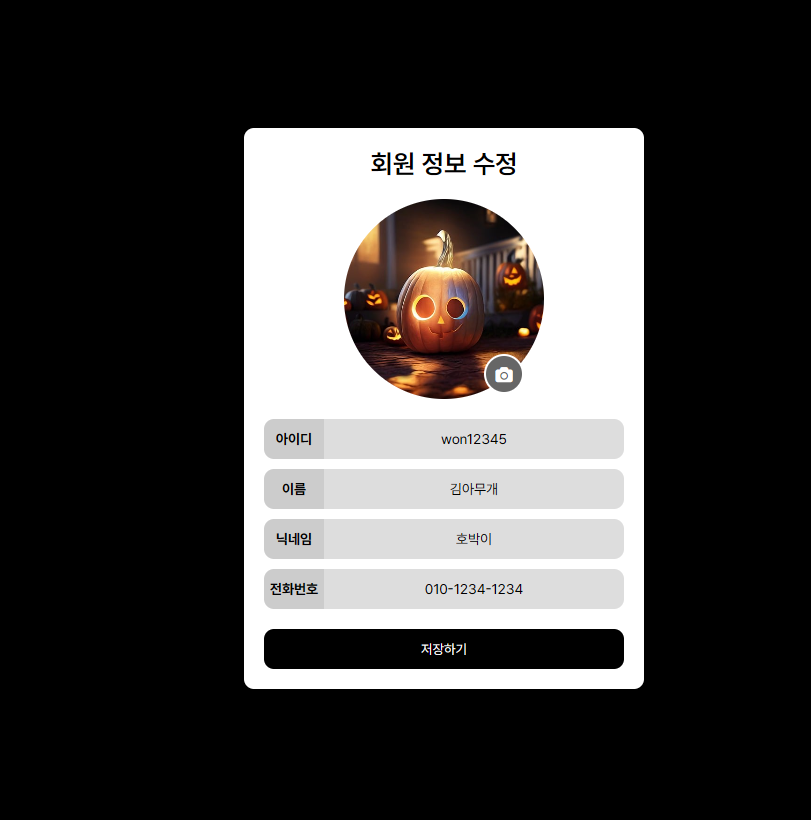 회원 정보 수정
아이디 won12345
이름 김아무개
닉네임 호박이
전화번호 010-1234-1234
저장하기